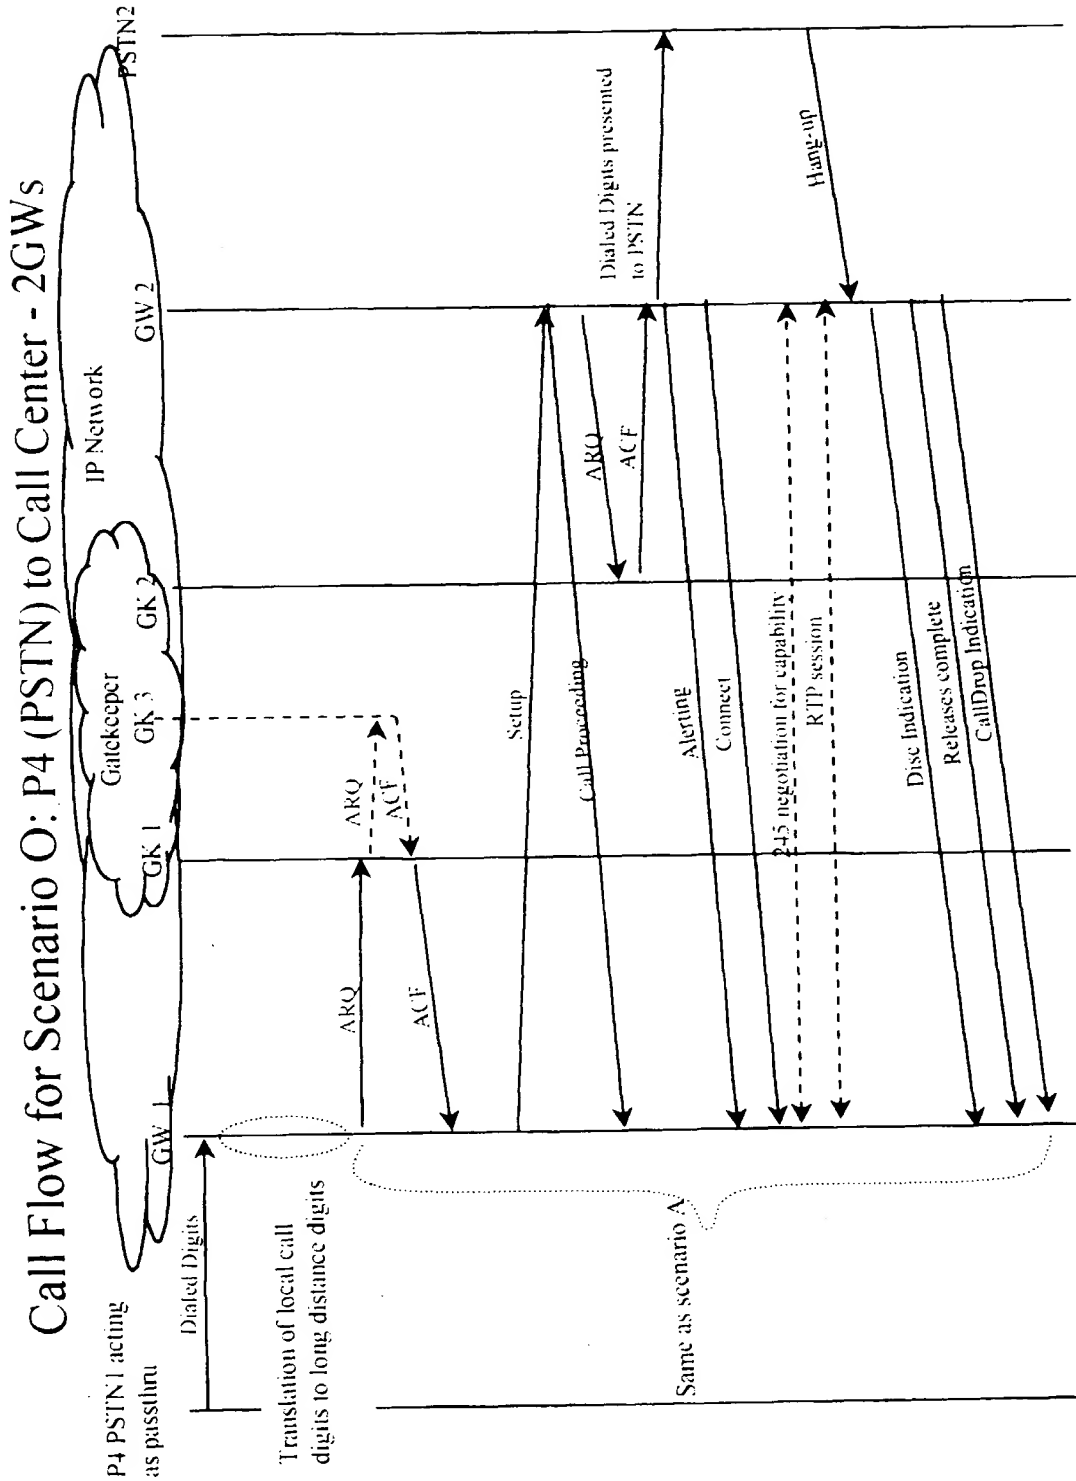 Call Flow for Scenario O: P4 (PSTN) to Call Center - 2GWs
P4 PSTN1 acting
as passthru
GW 1
GK 1
Gatekeeper
GK 3
GK 2
IP Network
GW 2
PSTN2
Dialed Digits
Translation of local call
digits to long distance digits
ARQ
ARQ
ACF
ACF
Setup
Call Proceeding
ARQ
ACF
Dialed Digits presented
to PSTN
Alerting
Connect
245 negotiation for capability
RTP session
Hang-up
Disc Indication
Releases complete
CallDrop Indication
Same as scenario A